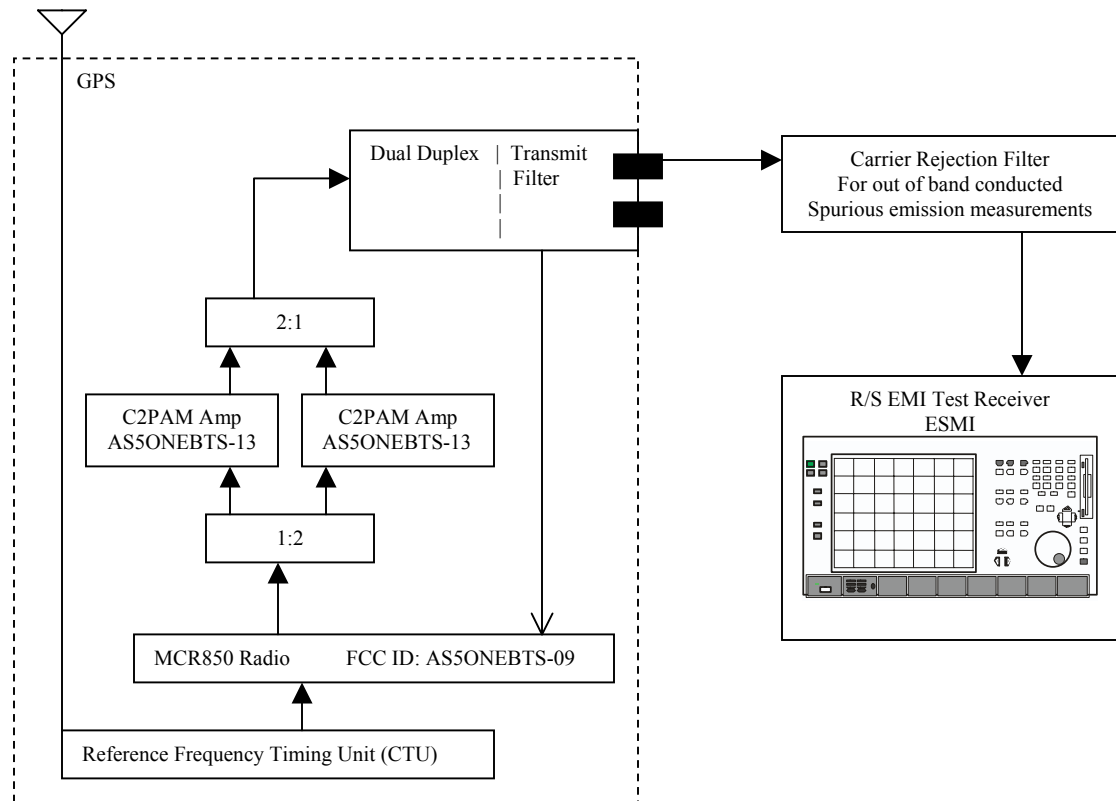 GPS
Dual Duplex | Transmit
Filter
Carrier Rejection Filter
For out of band conducted
Spurious emission measurements
2:1
C2PAM Amp
AS5ONEBTS-13
C2PAM Amp
AS5ONEBTS-13
R/S EMI Test Receiver
ESMI
1:2
MCR850 Radio FCC ID: AS5ONEBTS-09
Reference Frequency Timing Unit (CTU)